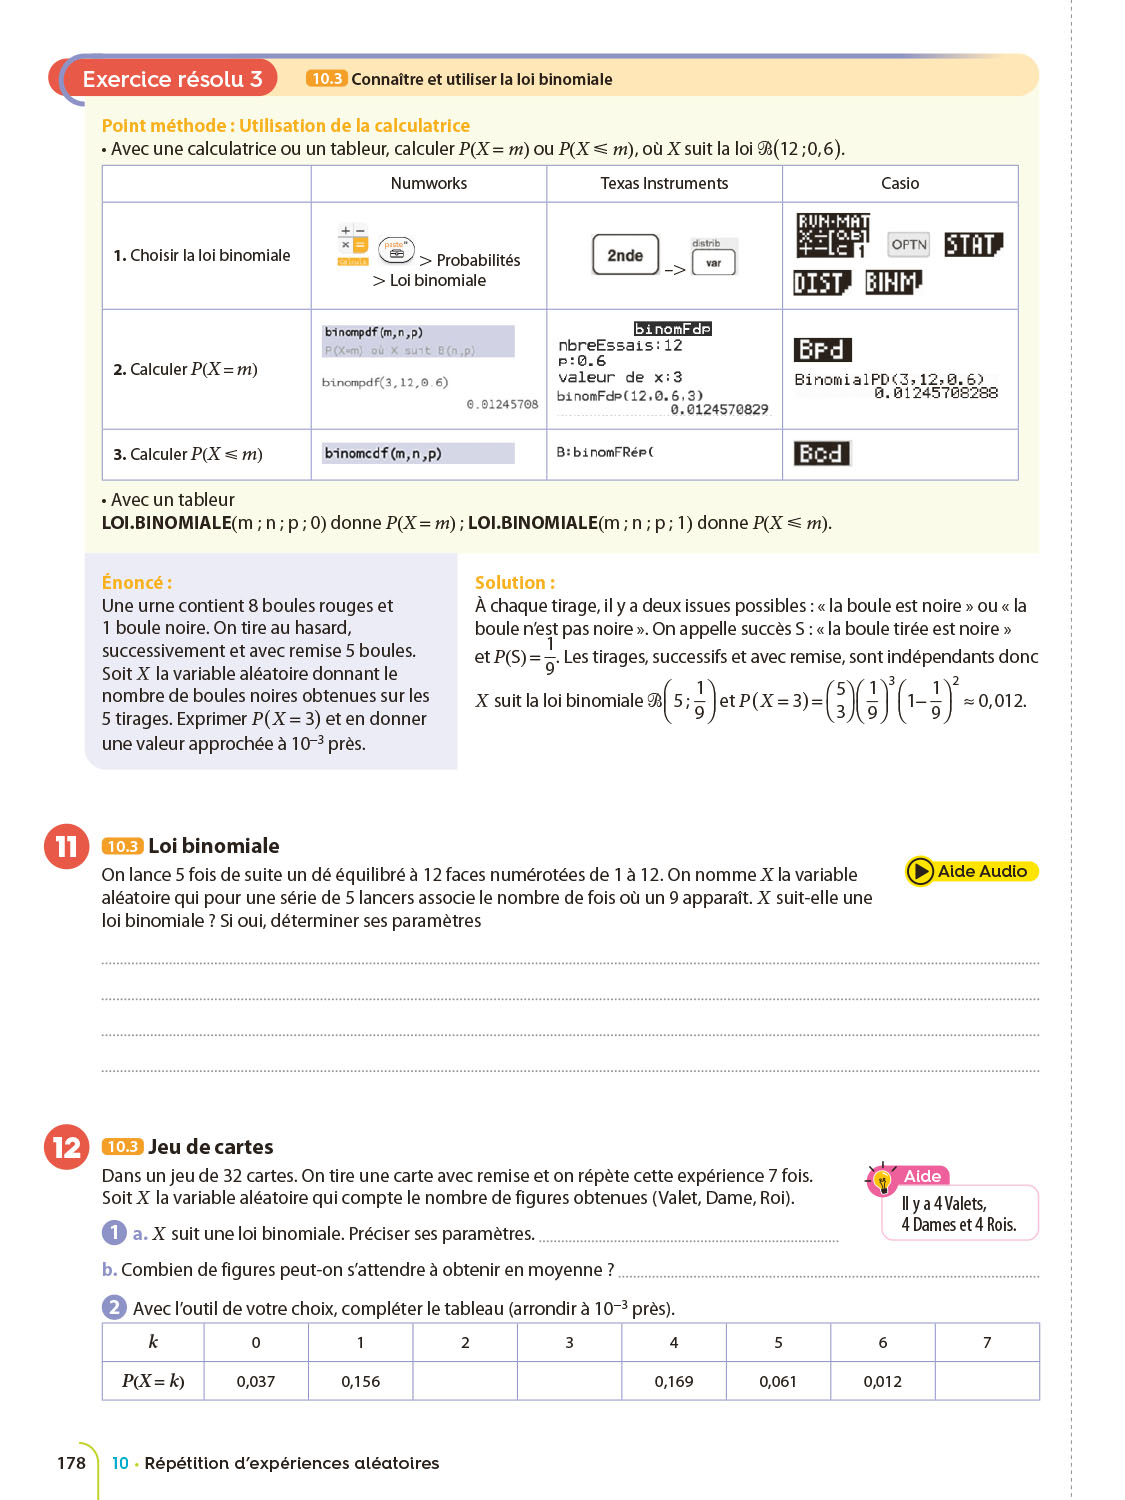 Exercice résolu 3
10.3 Connaître et utiliser la loi binomiale
Point méthode : Utilisation de la calculatrice
• Avec une calculatrice ou un tableur, calculer P(X = m) ou P(X ⩽ m), où X suit la loi ℬ(12 ; 0, 6).
Numworks
Texas Instruments
Casio
1. Choisir la loi binomiale
Calculs
paste
> Probabilités
> Loi binomiale
2nde
–>
distrib
var
RUN·MAT
OPTN
STAT
DIST
BINM
2. Calculer P(X = m)
binompdf(m,n,p)
P(X=m) où X suit B(n,p)
binompdf(3,12,0.6)
0.01245708
binomFdp
nbreEssais:12
p:0.6
valeur de x:3
binomFdp(12,0.6,3)
0.0124570829
Bpd
BinomialPD(3,12,0.6)
0.01245708288
3. Calculer P(X ⩽ m)
binomcdf(m,n,p)
B:binomFRép(
Bcd
• Avec un tableur
LOI.BINOMIALE(m ; n ; p ; 0) donne P(X = m) ; LOI.BINOMIALE(m ; n ; p ; 1) donne P(X ⩽ m).
Énoncé :
Une urne contient 8 boules rouges et
1 boule noire. On tire au hasard,
successivement et avec remise 5 boules.
Soit X la variable aléatoire donnant le
nombre de boules noires obtenues sur les
5 tirages. Exprimer P(X = 3) et en donner
une valeur approchée à 10⁻³ près.
Solution :
À chaque tirage, il y a deux issues possibles : « la boule est noire » ou « la
boule n'est pas noire ». On appelle succès S : « la boule tirée est noire »
et P(S) = 1/9. Les tirages, successifs et avec remise, sont indépendants donc
X suit la loi binomiale ℬ(5 ; 1/9) et P(X = 3) = (5 3)(1/9)³(1 – 1/9)² ≈ 0,012.
11
10.3 Loi binomiale
Aide Audio
On lance 5 fois de suite un dé équilibré à 12 faces numérotées de 1 à 12. On nomme X la variable
aléatoire qui pour une série de 5 lancers associe le nombre de fois où un 9 apparaît. X suit-elle une
loi binomiale ? Si oui, déterminer ses paramètres
12
10.3 Jeu de cartes
Dans un jeu de 32 cartes. On tire une carte avec remise et on répète cette expérience 7 fois.
Soit X la variable aléatoire qui compte le nombre de figures obtenues (Valet, Dame, Roi).
Aide
Il y a 4 Valets,
4 Dames et 4 Rois.
1 a. X suit une loi binomiale. Préciser ses paramètres.
b. Combien de figures peut-on s'attendre à obtenir en moyenne ?
2 Avec l'outil de votre choix, compléter le tableau (arrondir à 10⁻³ près).
k 0 1 2 3 4 5 6 7
P(X = k) 0,037 0,156 0,169 0,061 0,012
178
10 • Répétition d'expériences aléatoires